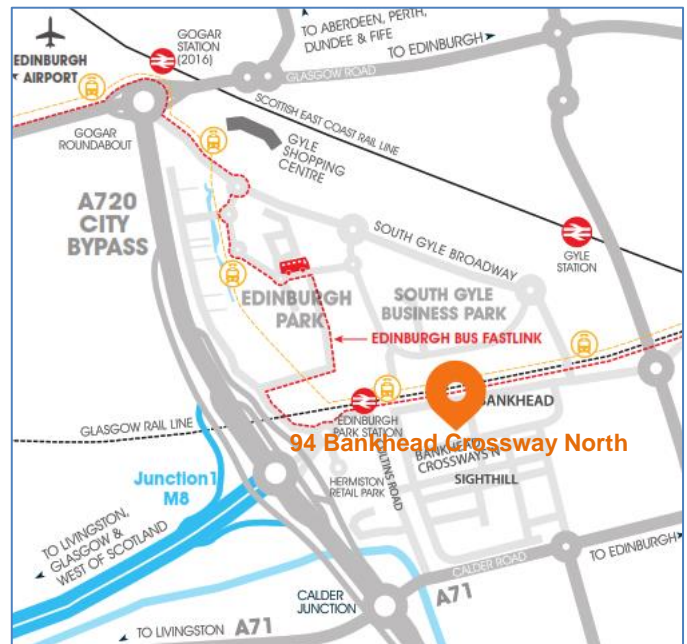 TO ABERDEEN, PERTH,
DUNDEE & FIFE
GOGAR
STATION
(2016)
TO EDINBURGH
EDINBURGH
AIRPORT
GLASGOW ROAD
SCOTTISH EAST COAST RAIL LINE
GOGAR
ROUNDABOUT
GYLE
SHOPPING
CENTRE
A720
CITY
BYPASS
SOUTH GYLE BROADWAY
GYLE
STATION
EDINBURGH
PARK
SOUTH GYLE
BUSINESS PARK
EDINBURGH BUS FASTLINK
BANKHEAD
GLASGOW RAIL LINE
EDINBURGH
PARK STATION
94 Bankhead Crossway North
BANKHEAD
CROSSWAYS N
Junction 1
M8
HERMISTON
RETAIL PARK
SIGHTHILL
TO LIVINGSTON,
GLASGOW &
WEST OF SCOTLAND
CALDER ROAD
TO EDINBURGH
A71
CALDER
JUNCTION
TO LIVINGSTON A71